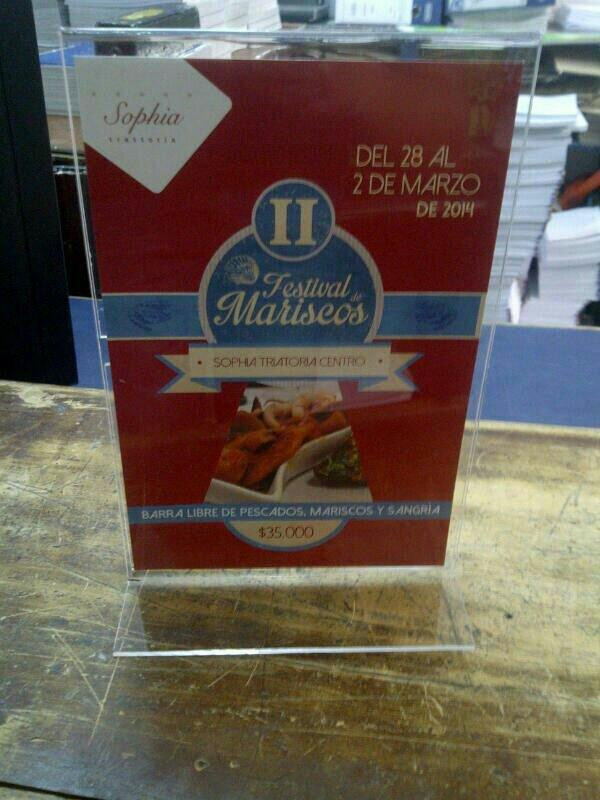 Sophia
trattoria
DEL 28 AL
2 DE MARZO
DE 2014
II
Festival de
Mariscos
• SOPHIA TRIATORIA CENTRO •
BARRA LIBRE DE PESCADOS, MARISCOS Y SANGRÍA
$35.000